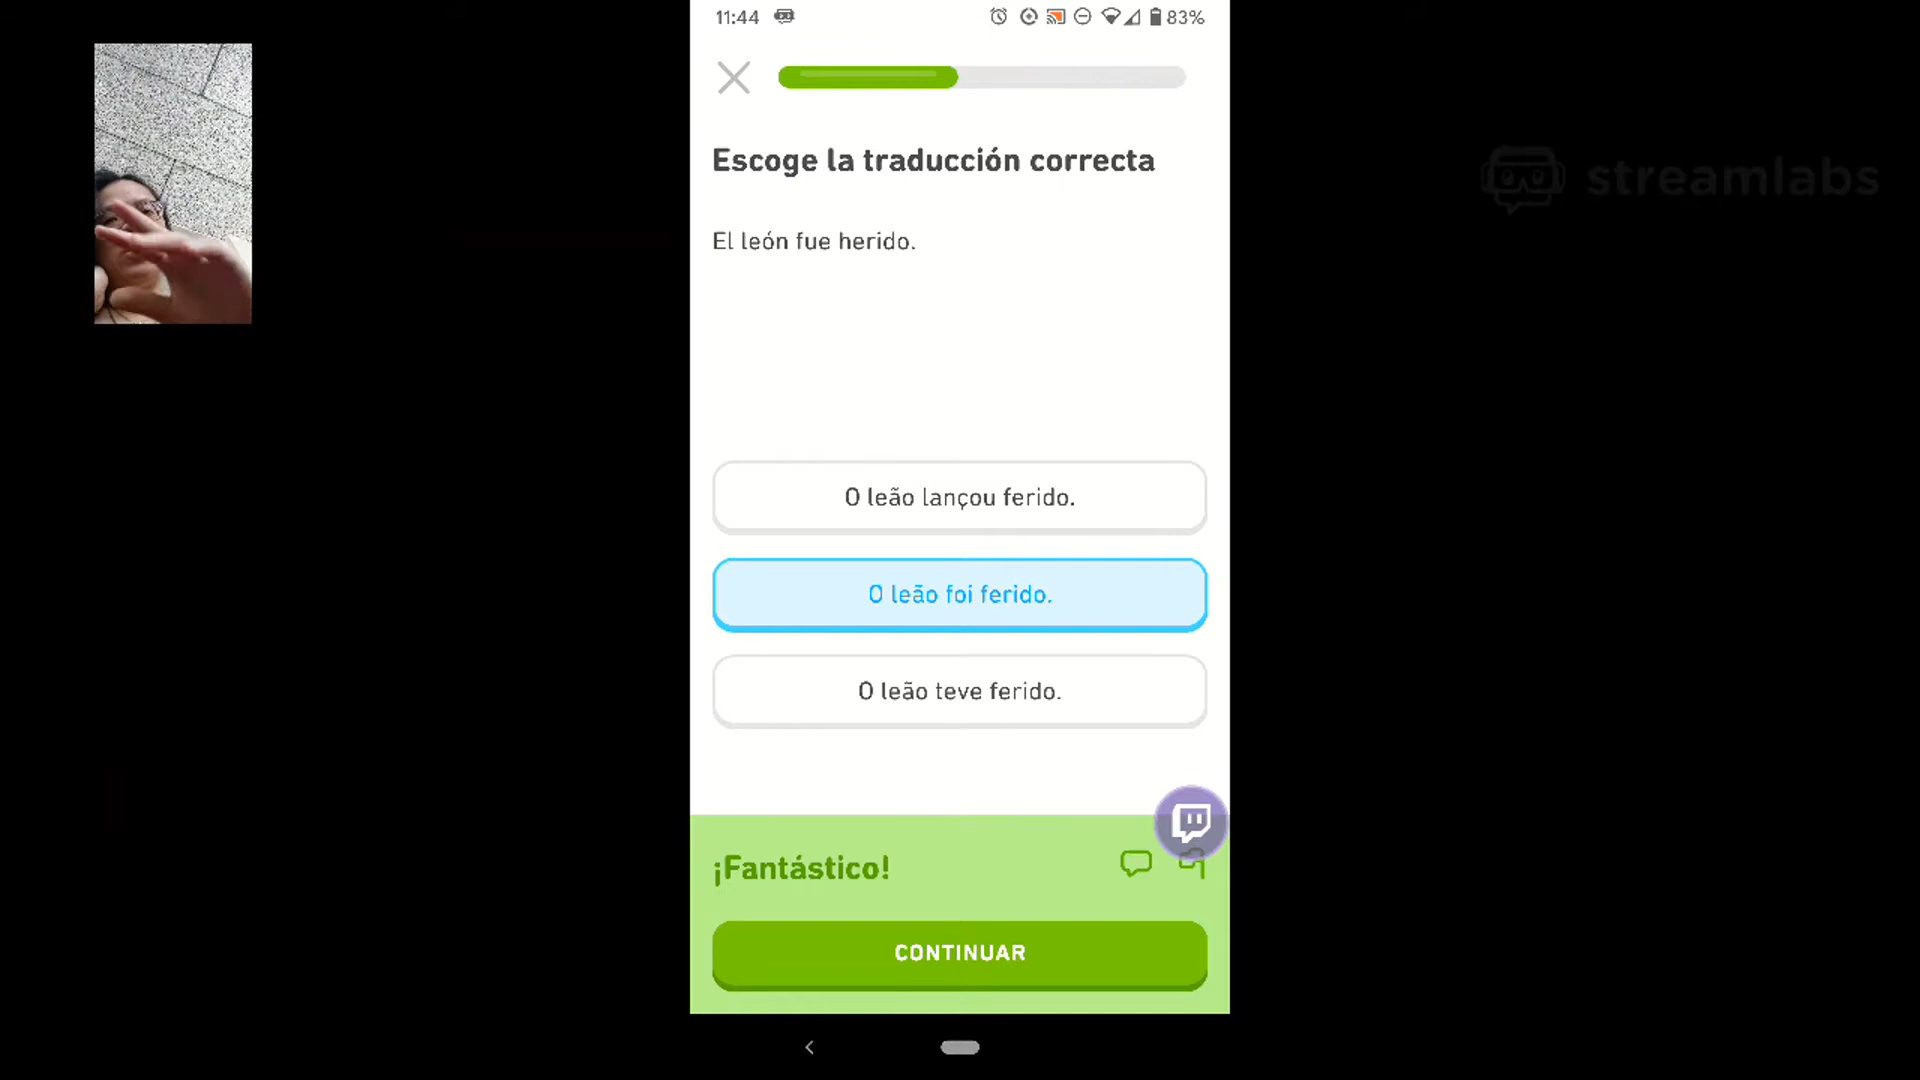 11:44
83%
Escoge la traducción correcta
El león fue herido.
streamlabs
O leão lançou ferido.
O leão foi ferido.
O leão teve ferido.
¡Fantástico!
CONTINUAR